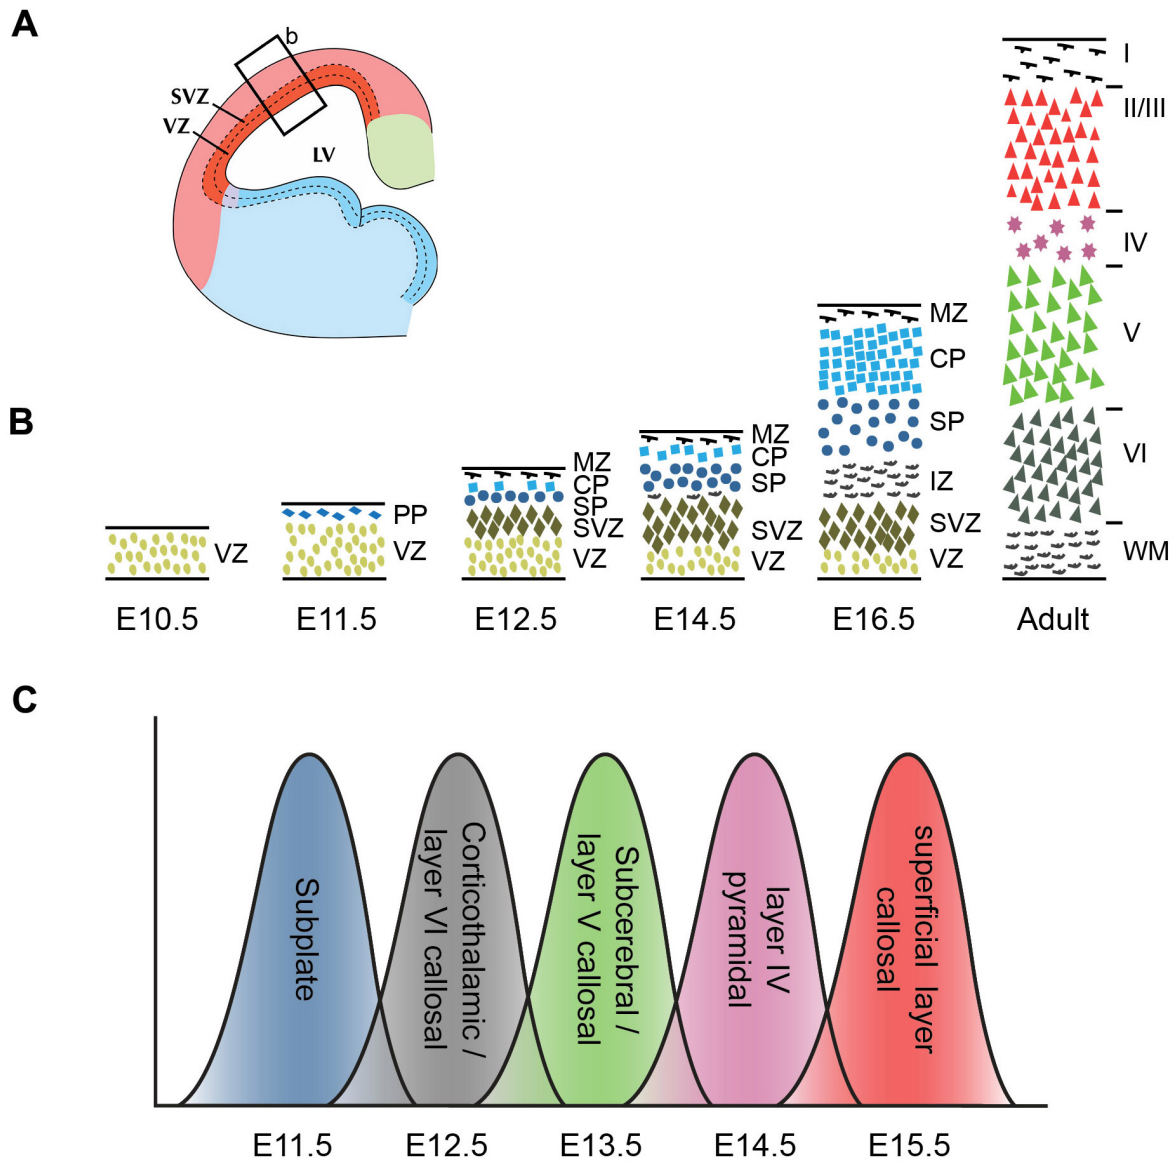 A
b
SVZ
VZ
LV
B
VZ
E10.5
PP
VZ
E11.5
MZ
CP
SP
SVZ
VZ
E12.5
MZ
CP
SP
SVZ
VZ
E14.5
MZ
CP
SP
IZ
SVZ
VZ
E16.5
I
II/III
IV
V
VI
WM
Adult
C
Subplate
Corticothalamic /
layer VI callosal
Subcerebral /
layer V callosal
layer IV
pyramidal
superficial layer
callosal
E11.5
E12.5
E13.5
E14.5
E15.5